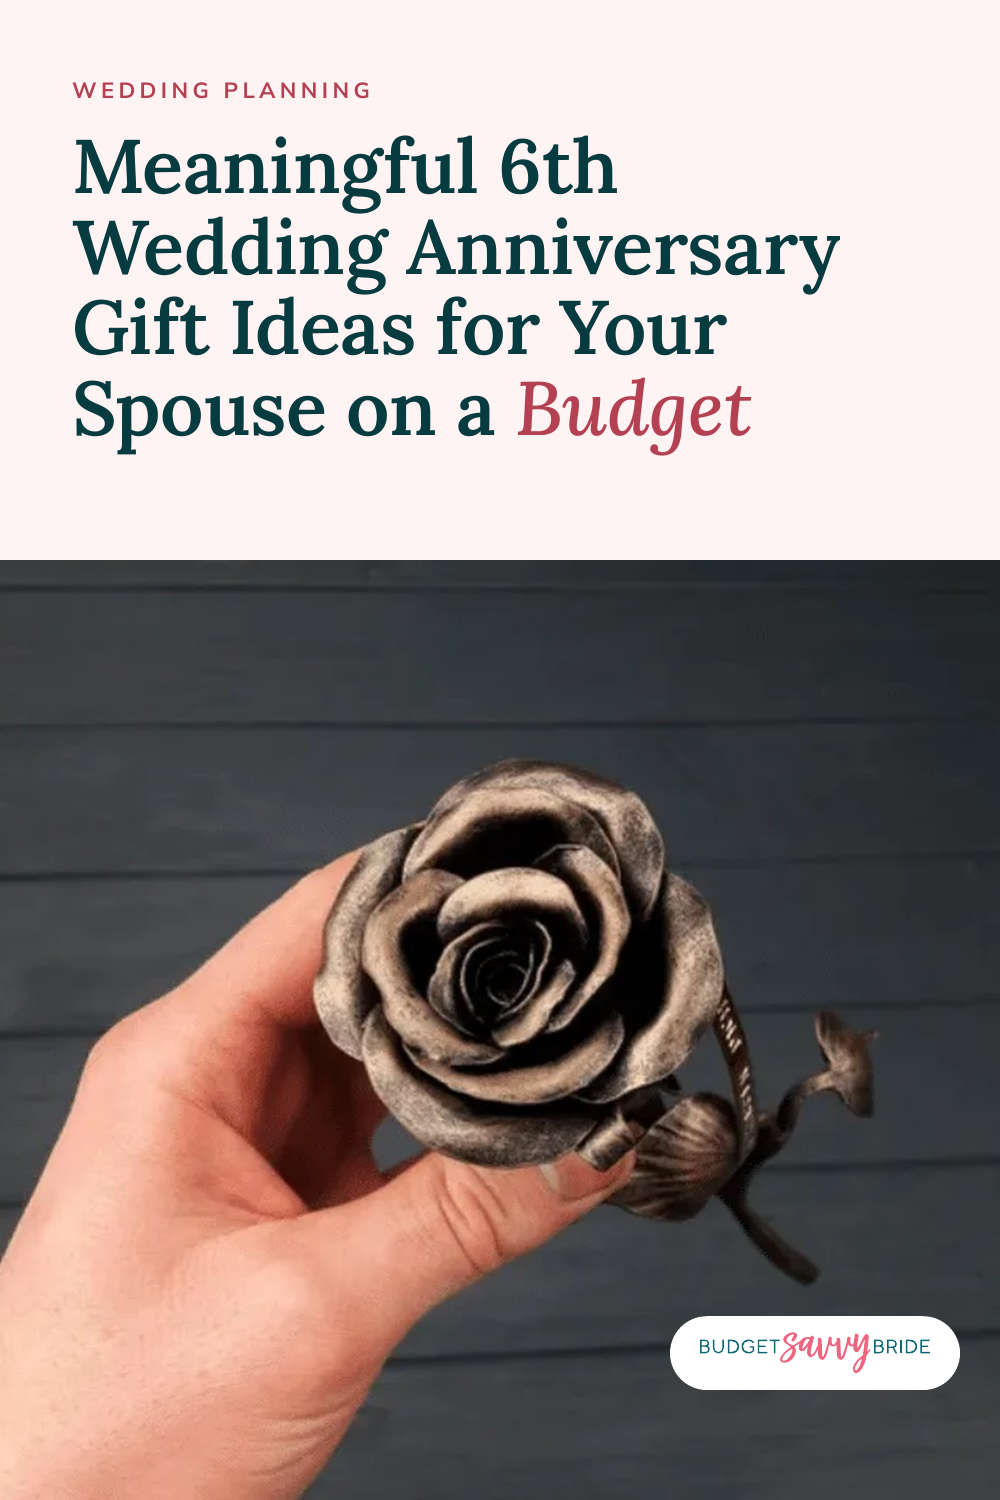 WEDDING PLANNING
Meaningful 6th
Wedding Anniversary
Gift Ideas for Your
Spouse on a Budget
BUDGET savvy BRIDE